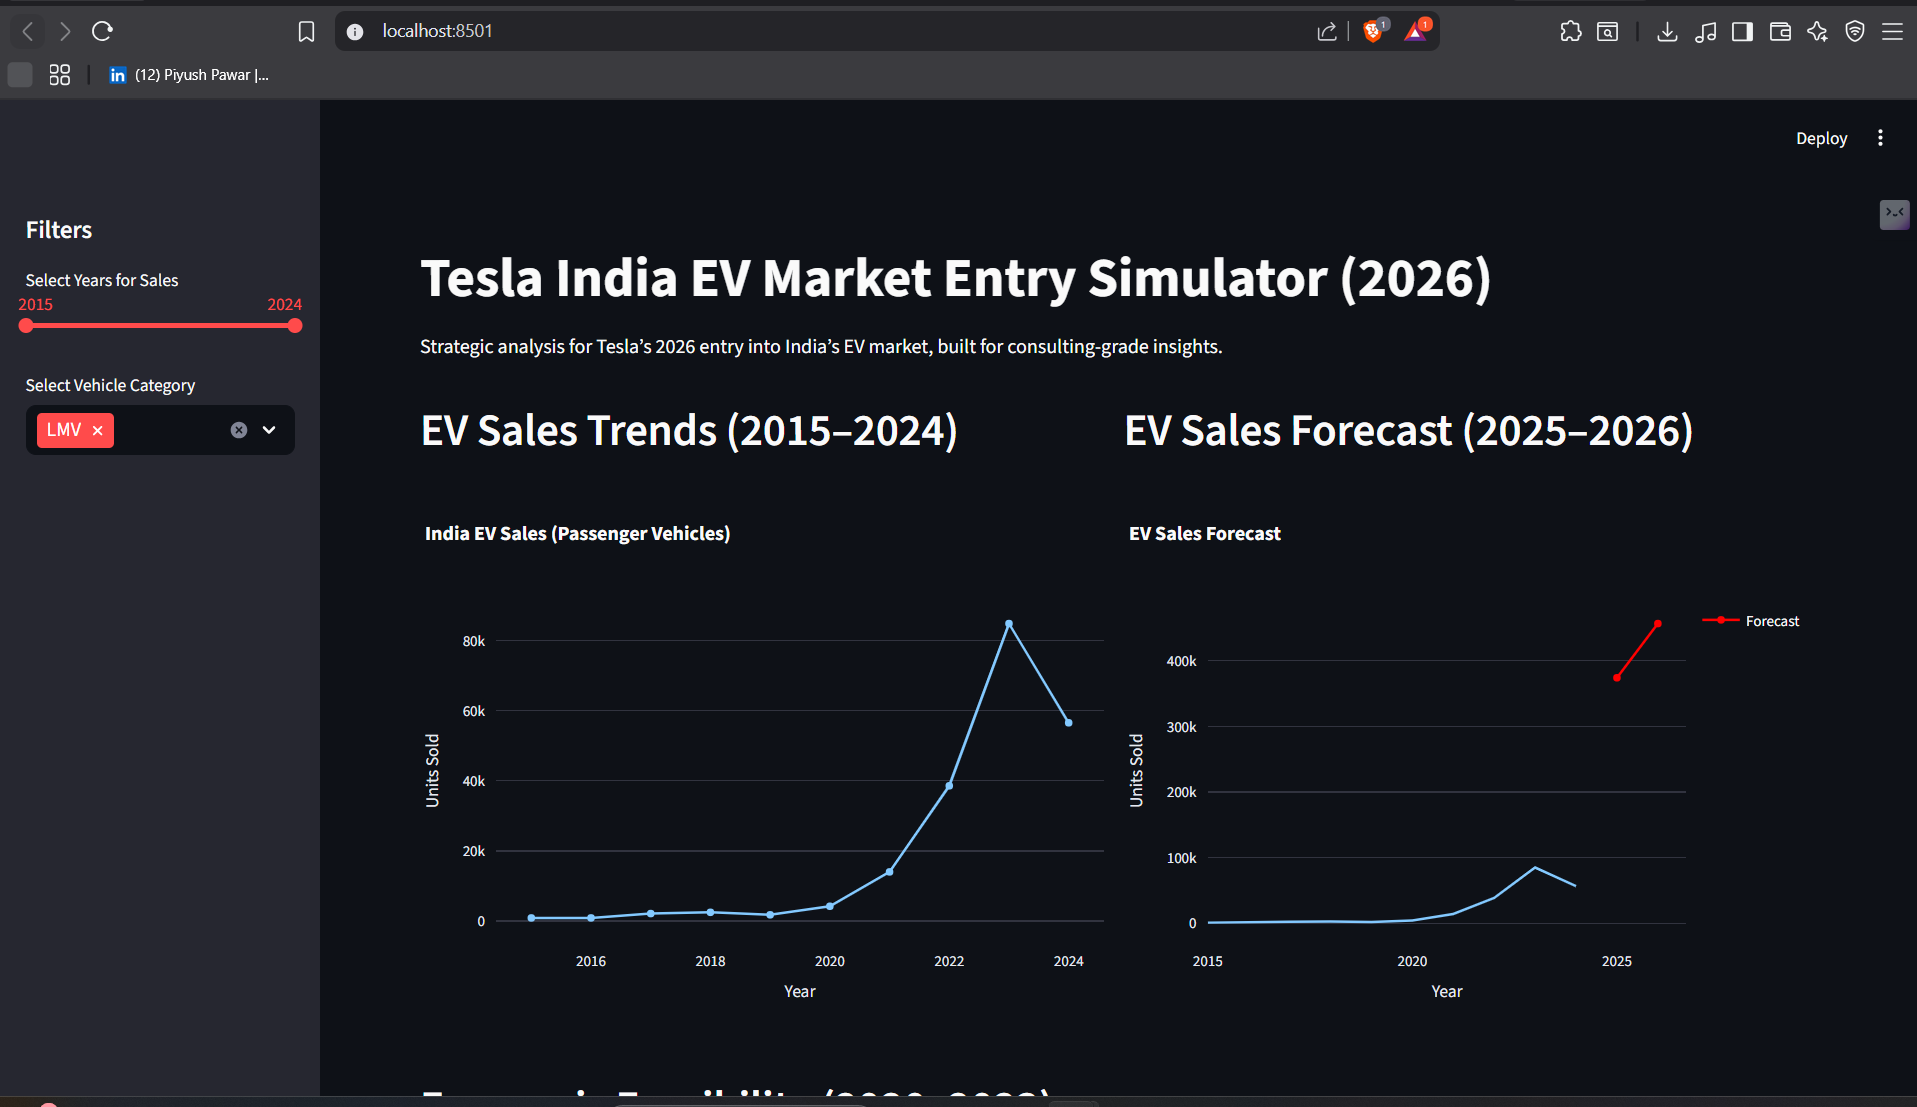 localhost:8501
1
1
(12) Piyush Pawar |...
Deploy
Filters
Select Years for Sales
2015
2024
Select Vehicle Category
LMV
Tesla India EV Market Entry Simulator (2026)
Strategic analysis for Tesla’s 2026 entry into India’s EV market, built for consulting-grade insights.
EV Sales Trends (2015–2024)
India EV Sales (Passenger Vehicles)
80k
60k
40k
20k
0
Units Sold
2016
2018
2020
2022
2024
Year
EV Sales Forecast (2025–2026)
EV Sales Forecast
Forecast
400k
300k
200k
100k
0
Units Sold
2015
2020
2025
Year